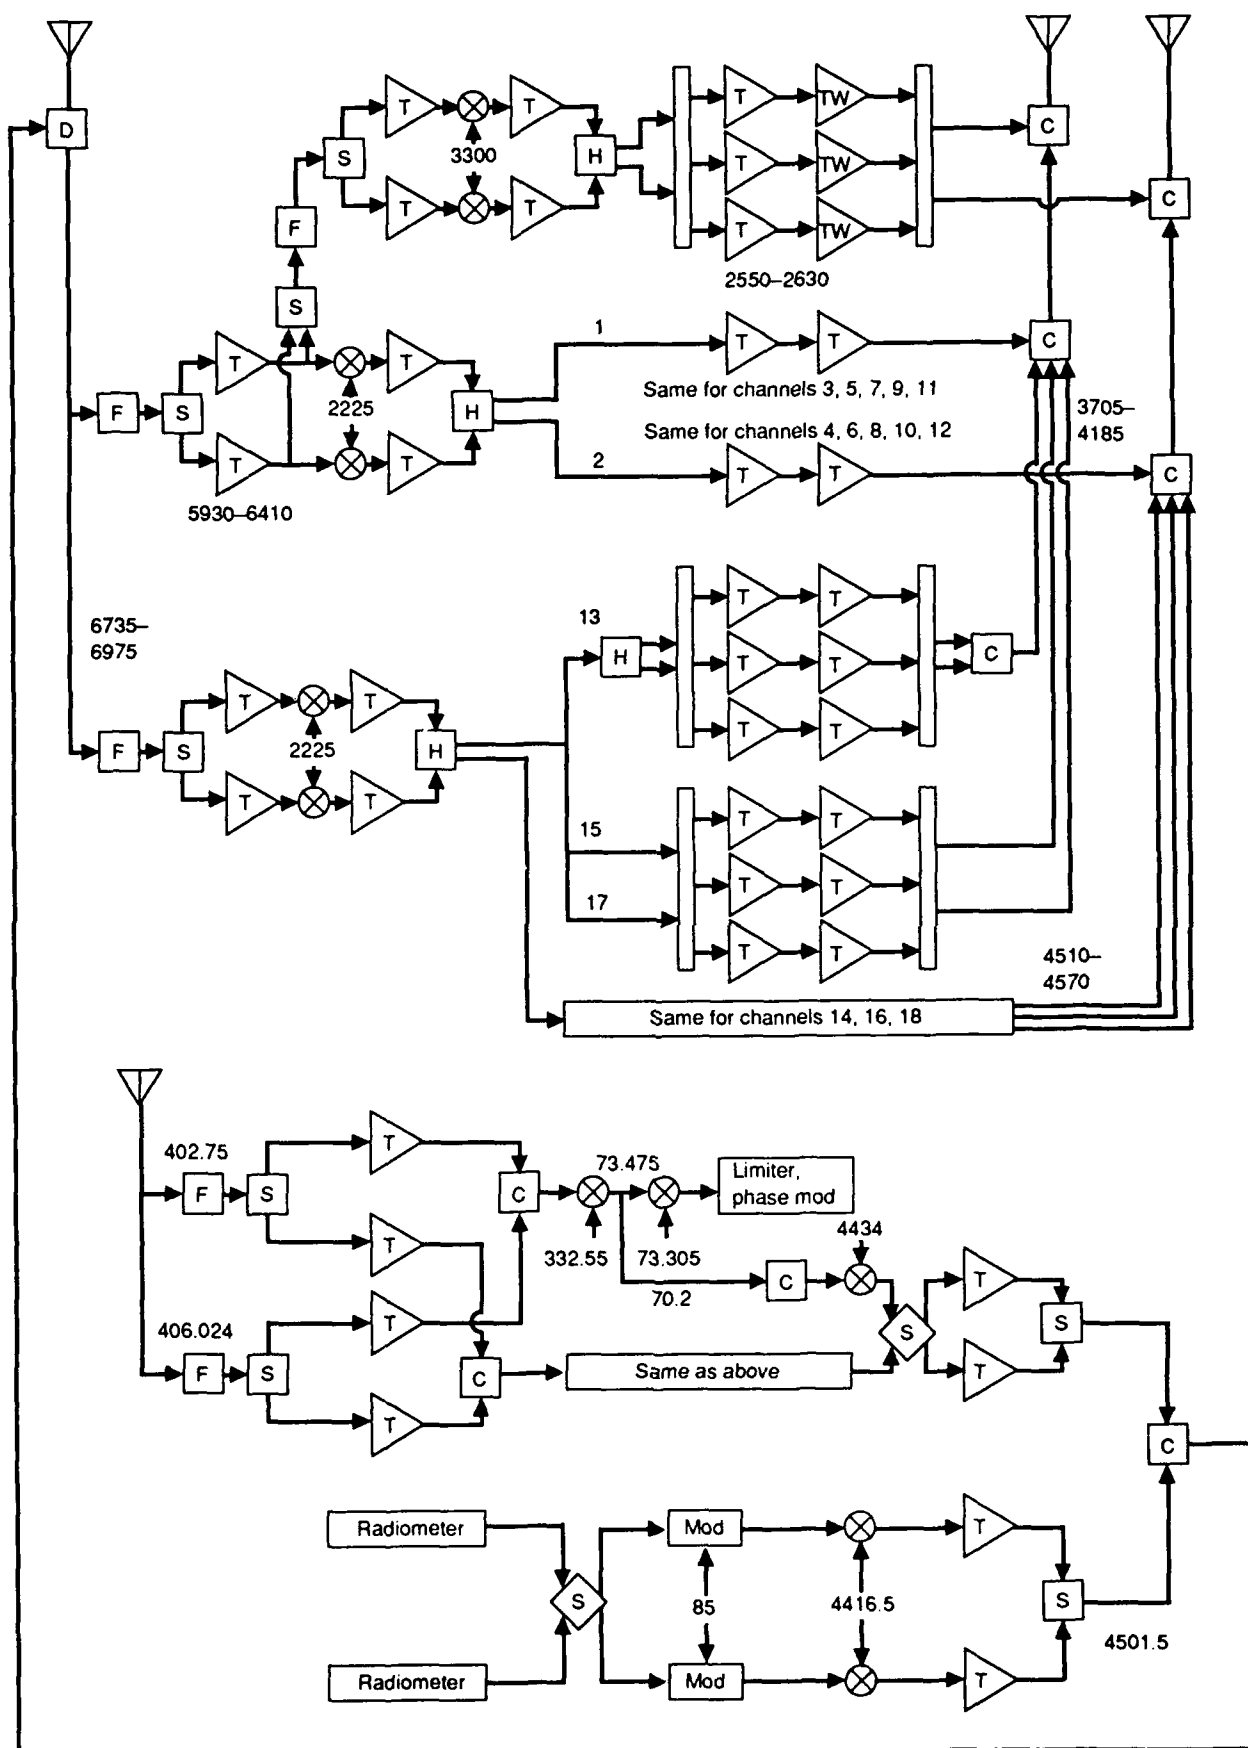 D
S
T
T
3300
T
T
H
T
TW
T
TW
T
TW
2550–2630
C
C
F
S
F
S
T
T
5930–6410
2225
T
T
H
1
T
T
C
Same for channels 3, 5, 7, 9, 11
Same for channels 4, 6, 8, 10, 12
2
T
T
C
3705–
4185
6735–
6975
F
S
T
T
2225
T
T
H
13
H
T
T
T
T
T
T
C
15
17
T
T
T
T
T
T
4510–
4570
Same for channels 14, 16, 18
402.75
F
S
T
T
406.024
F
S
T
T
C
C
332.55
73.475
73.305
Limiter,
phase mod
70.2
C
4434
Same as above
S
T
T
S
C
Radiometer
Radiometer
S
Mod
85
Mod
4416.5
T
T
S
4501.5